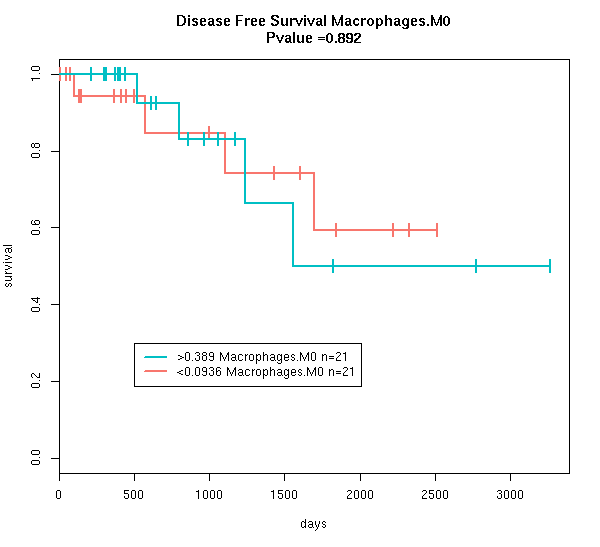 Disease Free Survival Macrophages.M0
Pvalue =0.892
survival
1.0
0.8
0.6
0.4
0.2
0.0
>0.389 Macrophages.M0 n=21
<0.0936 Macrophages.M0 n=21
0 500 1000 1500 2000 2500 3000
days